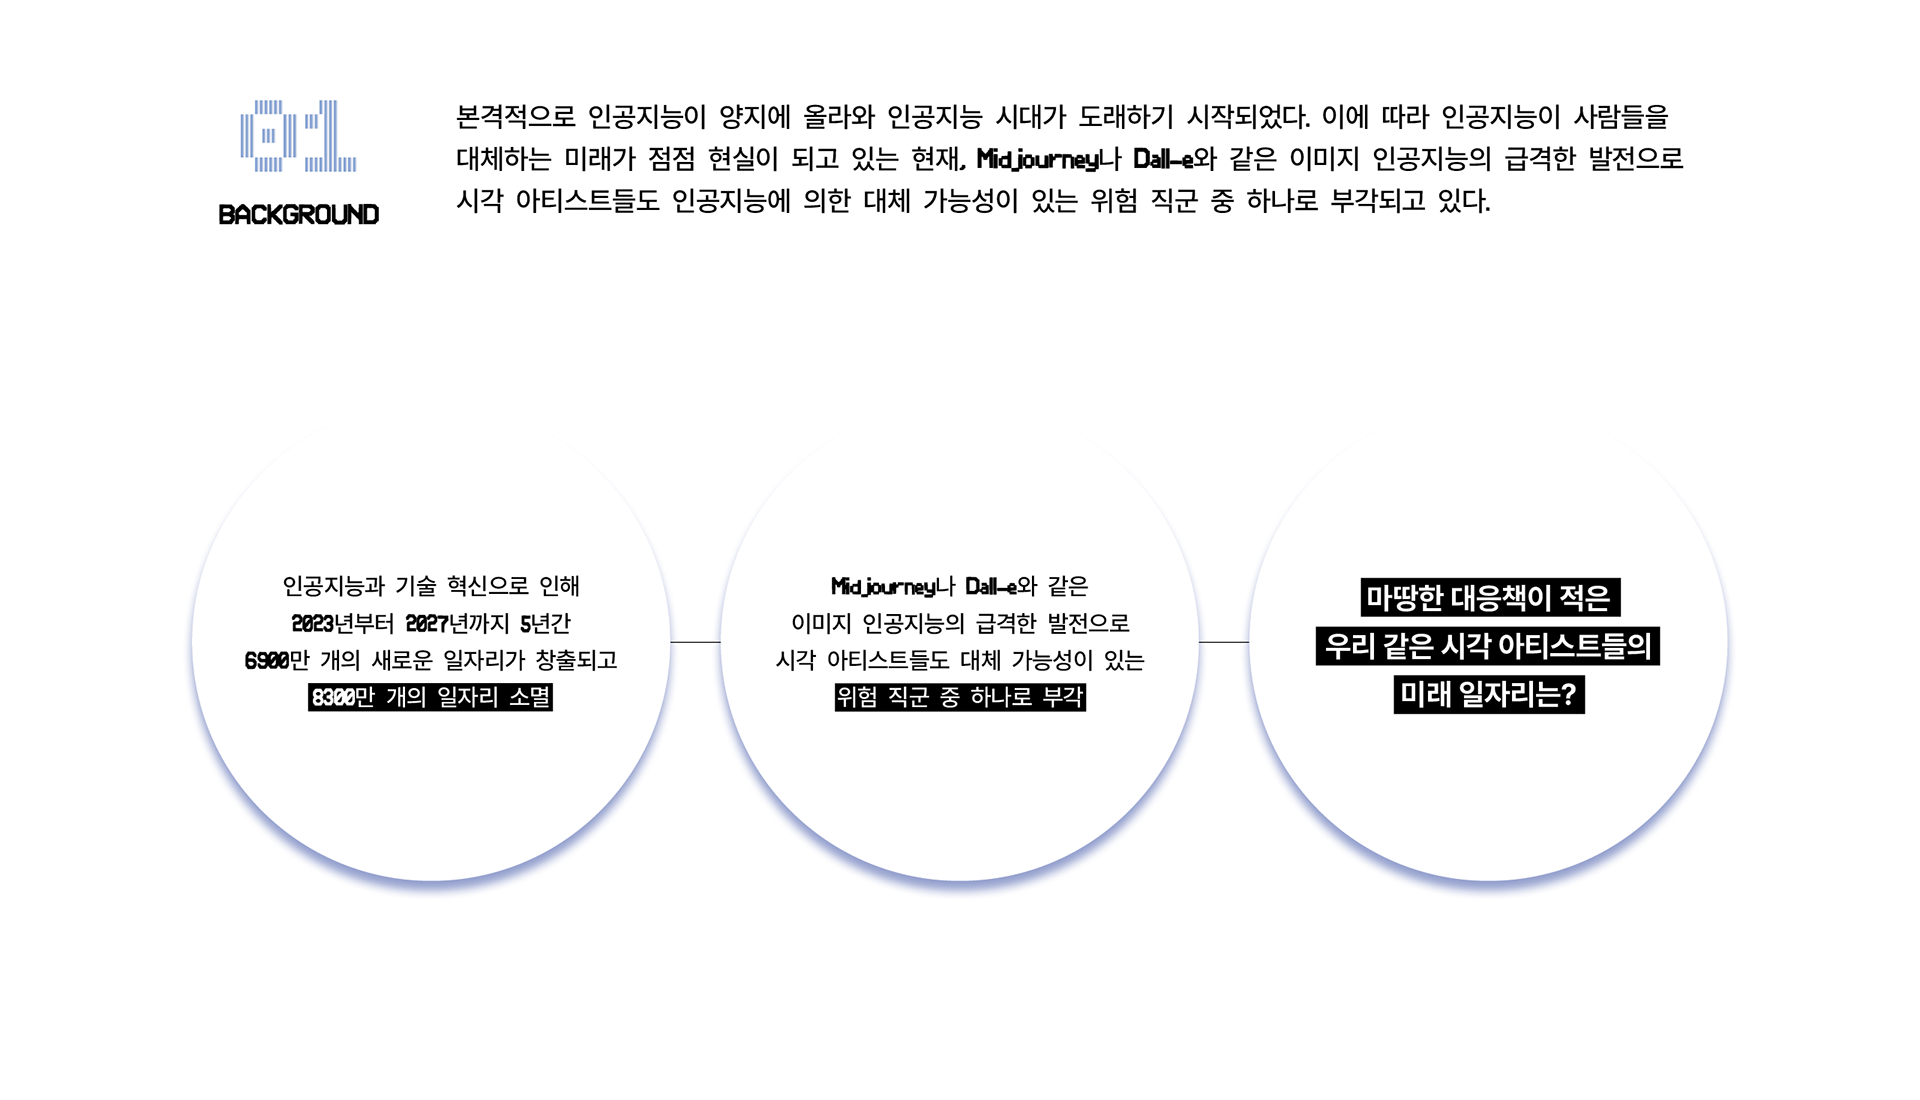 01
BACKGROUND
본격적으로 인공지능이 양지에 올라와 인공지능 시대가 도래하기 시작되었다. 이에 따라 인공지능이 사람들을
대체하는 미래가 점점 현실이 되고 있는 현재, Midjourney나 Dall-e와 같은 이미지 인공지능의 급격한 발전으로
시각 아티스트들도 인공지능에 의한 대체 가능성이 있는 위험 직군 중 하나로 부각되고 있다.
인공지능과 기술 혁신으로 인해
2023년부터 2027년까지 5년간
6900만 개의 새로운 일자리가 창출되고
8300만 개의 일자리 소멸
Midjourney나 Dall-e와 같은
이미지 인공지능의 급격한 발전으로
시각 아티스트들도 대체 가능성이 있는
위험 직군 중 하나로 부각
마땅한 대응책이 적은
우리 같은 시각 아티스트들의
미래 일자리는?